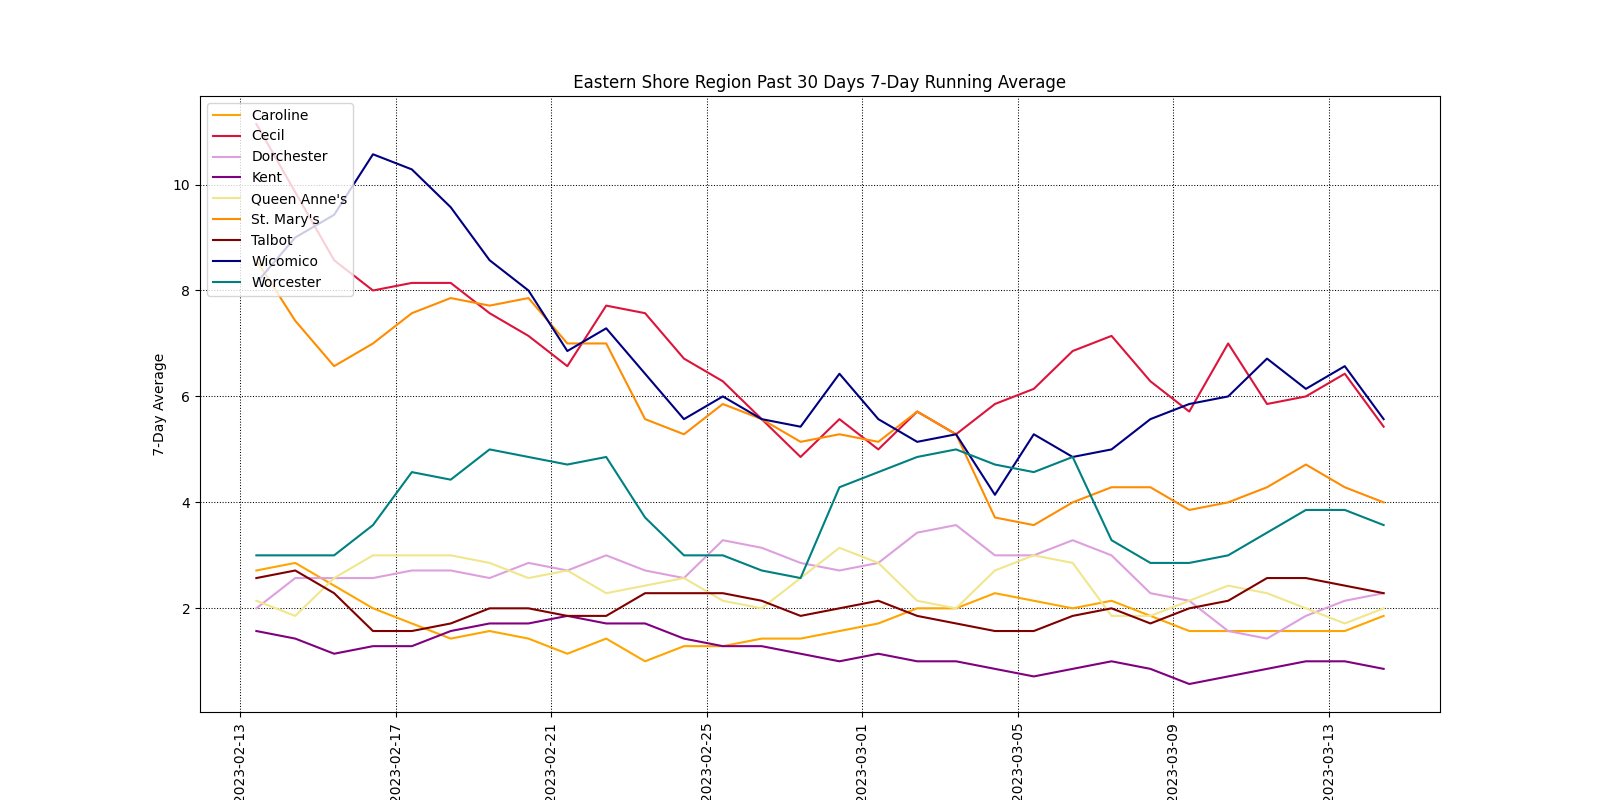 Eastern Shore Region Past 30 Days 7-Day Running Average
Caroline
Cecil
Dorchester
Kent
Queen Anne's
St. Mary's
Talbot
Wicomico
Worcester
7-Day Average
10
8
6
4
2
2023-02-13
2023-02-17
2023-02-21
2023-02-25
2023-03-01
2023-03-05
2023-03-09
2023-03-13